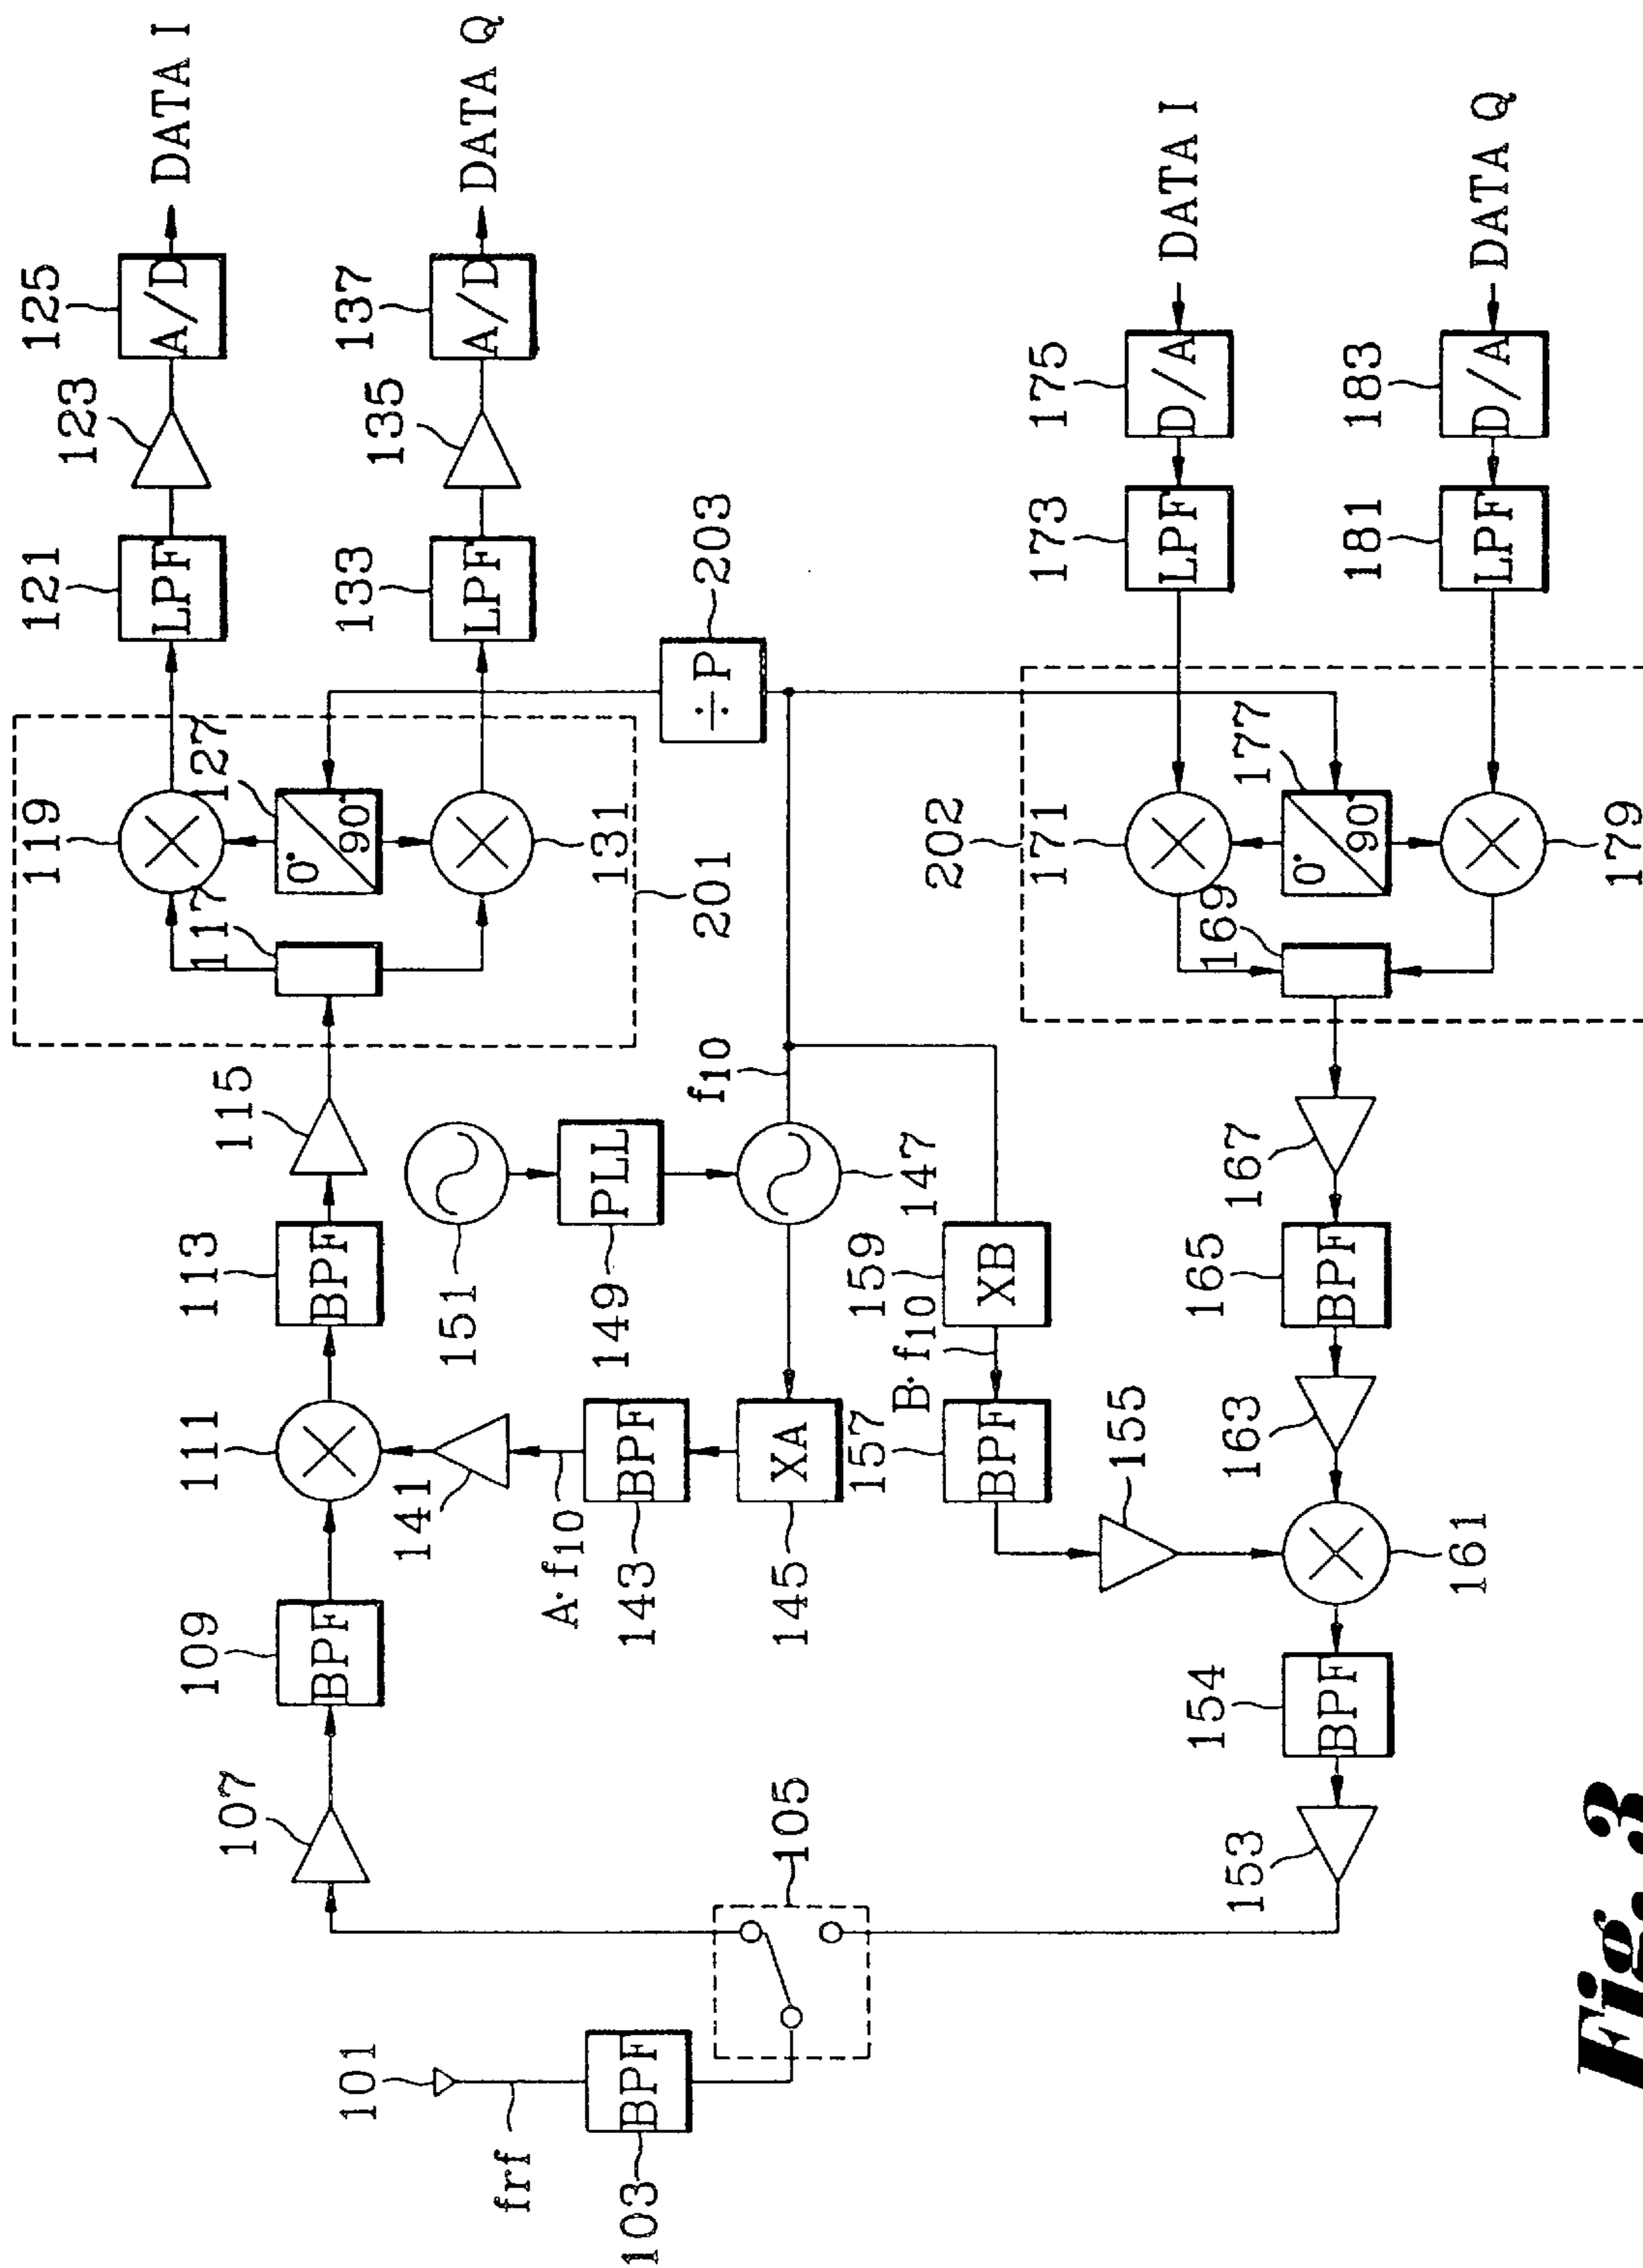 119
121
123
125
LPF
A/D
DATA I
127
117
109
111
113
115
BPF
BPF
0°
90°
107
131
133
135
137
LPF
A/D
DATA Q
201
141
A·f10
143
BPF
151
149
PLL
203
÷P
101
frf
103
BPF
105
145
XA
147
f10
157
BPF
B·f10
159
XB
155
202
171
173
175
LPF
D/A
DATA I
169
177
0°
90°
153
154
BPF
161
163
165
BPF
167
179
181
183
LPF
D/A
DATA Q
Fig. 3